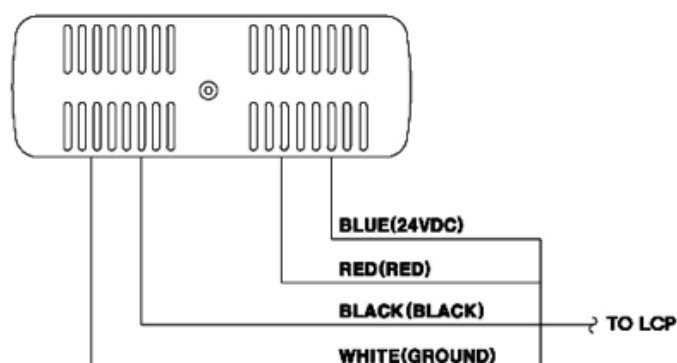 BLUE(24VDC)
RED(RED)
BLACK(BLACK)
TO LCP
WHITE(GROUND)